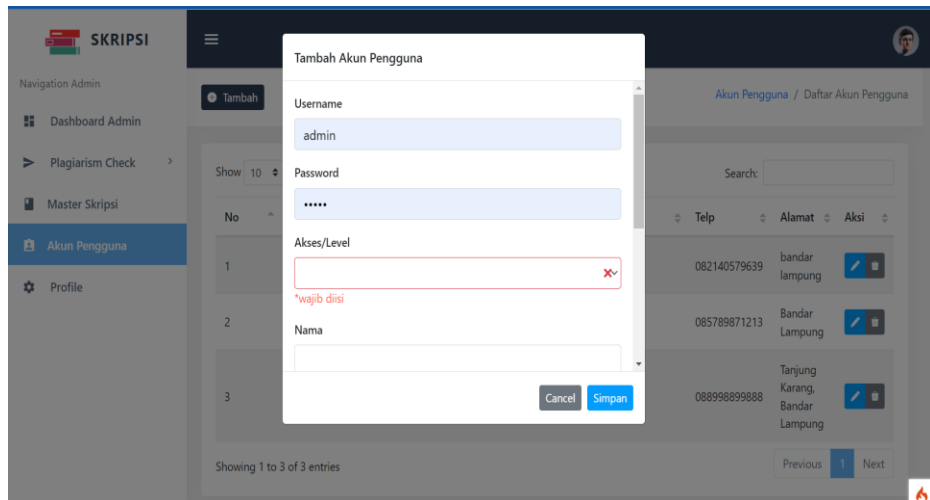 SKRIPSI
Navigation Admin
Dashboard Admin
Plagiarism Check
Master Skripsi
Akun Pengguna
Profile
Tambah
Akun Pengguna / Daftar Akun Pengguna
Tambah Akun Pengguna
Username
admin
Password
•••••
Akses/Level
*wajib diisi
Nama
Cancel Simpan
Show 10
Search:
No Telp Alamat Aksi
1 082140579639 bandar
lampung
2 085789871213 Bandar
Lampung
3 088998899888 Tanjung
Karang,
Bandar
Lampung
Showing 1 to 3 of 3 entries
Previous 1 Next